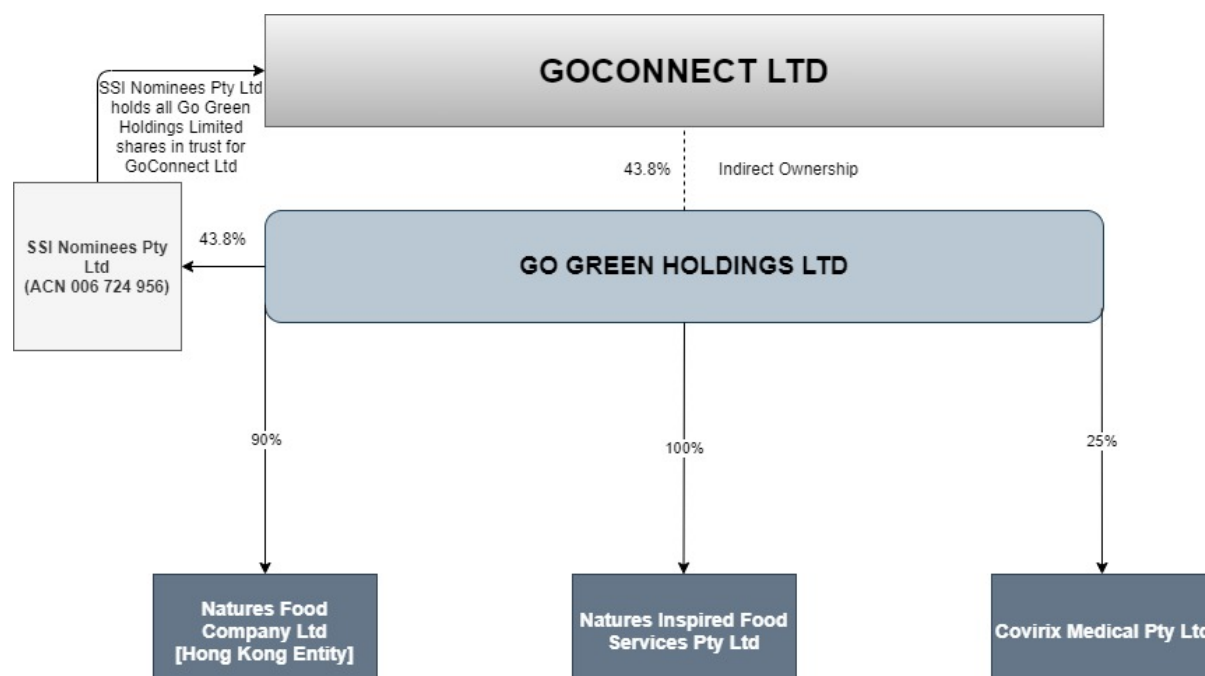 GOCONNECT LTD
SSI Nominees Pty Ltd
holds all Go Green
Holdings Limited
shares in trust for
GoConnect Ltd
43.8%
Indirect Ownership
SSI Nominees Pty
Ltd
(ACN 006 724 956)
43.8%
GO GREEN HOLDINGS LTD
90%
100%
25%
Natures Food
Company Ltd
[Hong Kong Entity]
Natures Inspired Food
Services Pty Ltd
Covirix Medical Pty Ltd